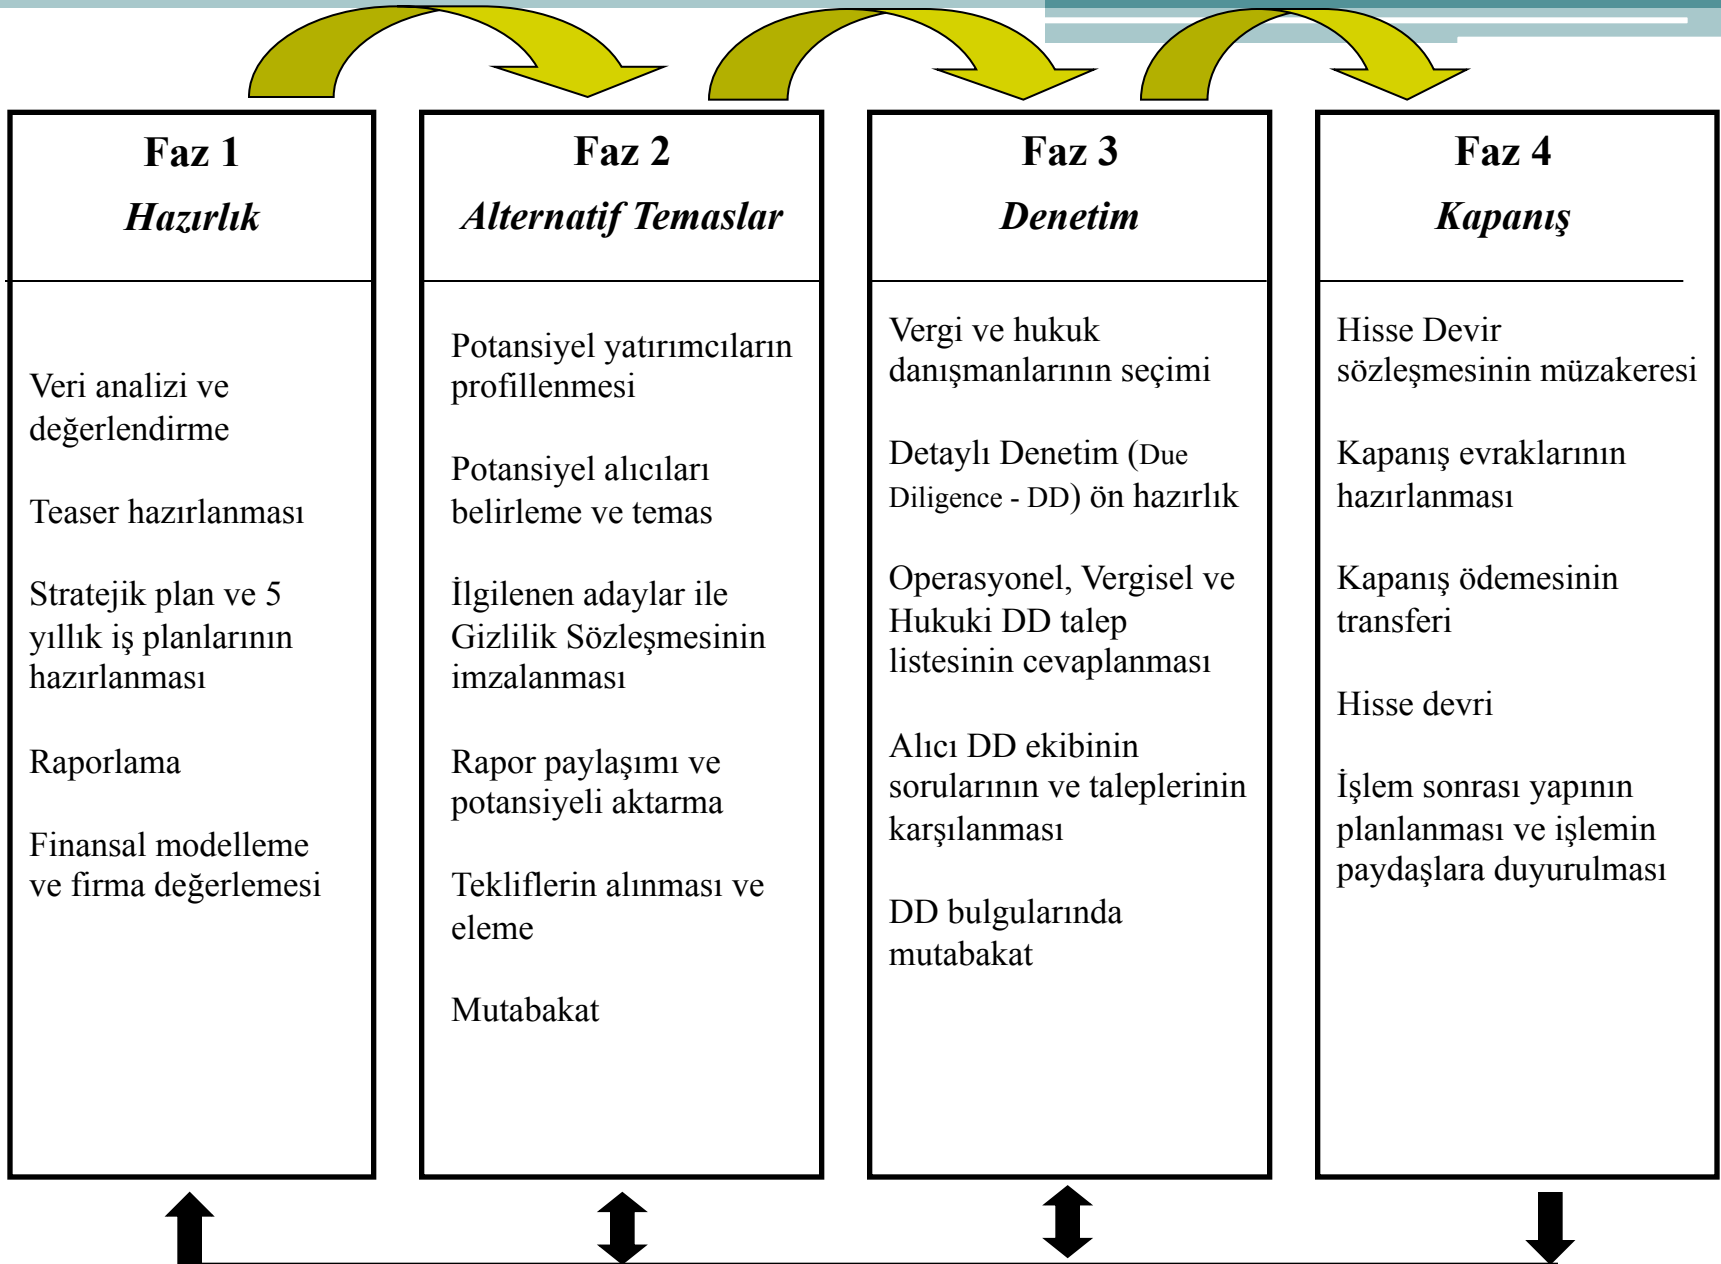 Faz 1
Hazırlık
Veri analizi ve
değerlendirme
Teaser hazırlanması
Stratejik plan ve 5
yıllık iş planlarının
hazırlanması
Raporlama
Finansal modelleme
ve firma değerlemesi
Faz 2
Alternatif Temaslar
Potansiyel yatırımcıların
profillenmesi
Potansiyel alıcıları
belirleme ve temas
İlgilenen adaylar ile
Gizlilik Sözleşmesinin
imzalanması
Rapor paylaşımı ve
potansiyeli aktarma
Tekliflerin alınması ve
eleme
Mutabakat
Faz 3
Denetim
Vergi ve hukuk
danışmanlarının seçimi
Detaylı Denetim (Due
Diligence - DD) ön hazırlık
Operasyonel, Vergisel ve
Hukuki DD talep
listesinin cevaplanması
Alıcı DD ekibinin
sorularının ve taleplerinin
karşılanması
DD bulgularında
mutabakat
Faz 4
Kapanış
Hisse Devir
sözleşmesinin müzakeresi
Kapanış evraklarının
hazırlanması
Kapanış ödemesinin
transferi
Hisse devri
İşlem sonrası yapının
planlanması ve işlemin
paydaşlara duyurulması